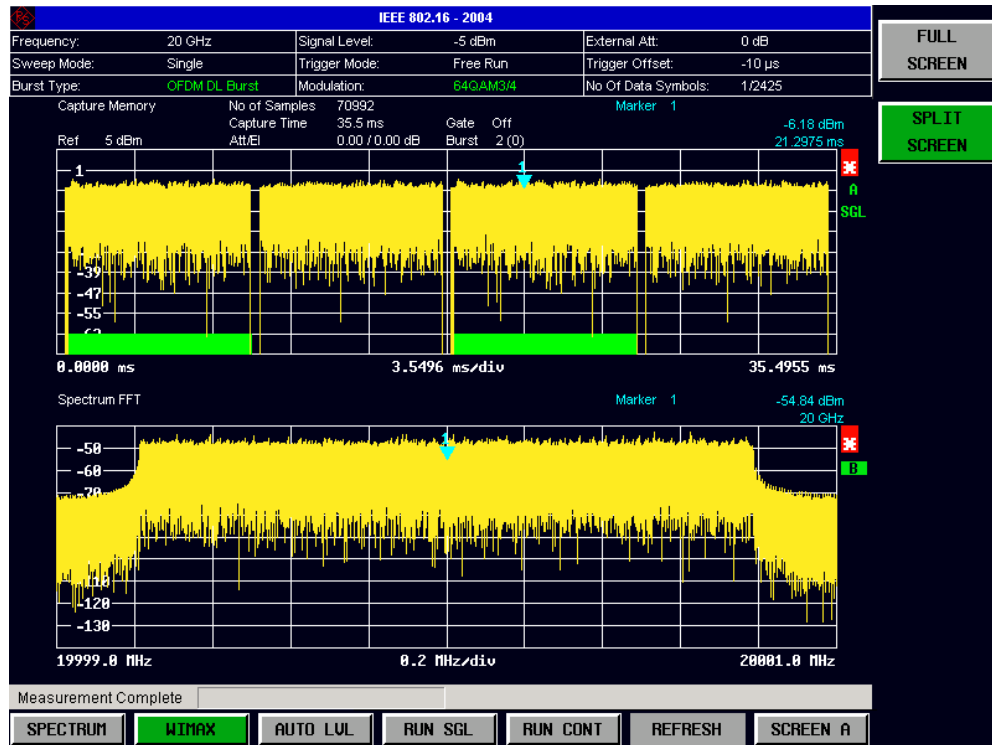 IEEE 802.16 - 2004
Frequency: 20 GHz Signal Level: -5 dBm External Att: 0 dB
Sweep Mode: Single Trigger Mode: Free Run Trigger Offset: -10 µs
Burst Type: OFDM DL Burst Modulation: 64QAM3/4 No Of Data Symbols: 1/2425
FULL
SCREEN
SPLIT
SCREEN
Capture Memory No of Samples 70992 Marker 1
Capture Time 35.5 ms Gate Off -6.18 dBm
Ref 5 dBm Att/El 0.00 / 0.00 dB Burst 2 (0) 21.2975 ms
1
1
A
SGL
-39
-47
-55
0.0000 ms 3.5496 ms/div 35.4955 ms
Spectrum FFT Marker 1 -54.84 dBm
20 GHz
1
-50
-60
B
-70
-110
-120
-130
19999.0 MHz 0.2 MHz/div 20001.0 MHz
Measurement Complete
SPECTRUM WIMAX AUTO LVL RUN SGL RUN CONT REFRESH SCREEN A